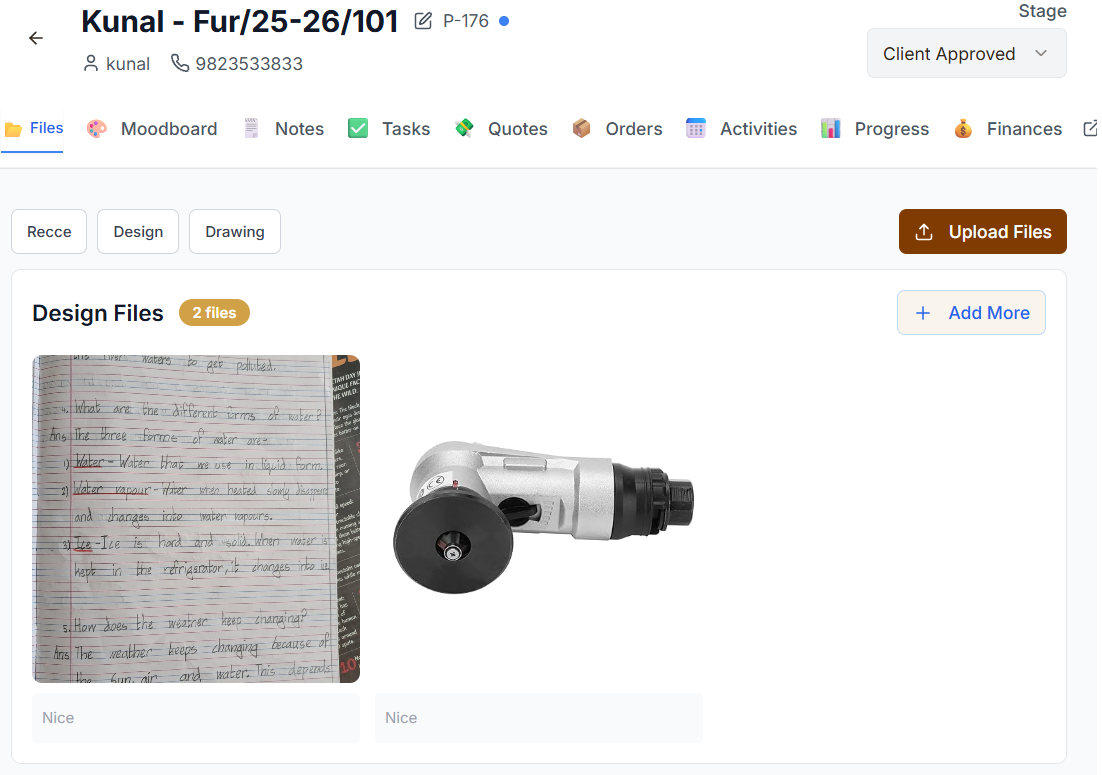 Kunal - Fur/25-26/101
P-176
kunal
9823533833
Stage
Client Approved
Files
Moodboard
Notes
Tasks
Quotes
Orders
Activities
Progress
Finances
Recce
Design
Drawing
Upload Files
Design Files
2 files
Add More
waters to get polluted.
4. What are the different forms of water?
Ans The three forms of water are-
1) Water - Water that we use in liquid form.
2) Water vapour - Water when heated
and changes into water vapours.
3) Ice - Ice is hard and solid. When water is
kept in the refrigerator, it changes into
5. How does the weather keep changing?
Ans The weather keeps changing because of
the Sun, air and water. This depends
Nice
Nice